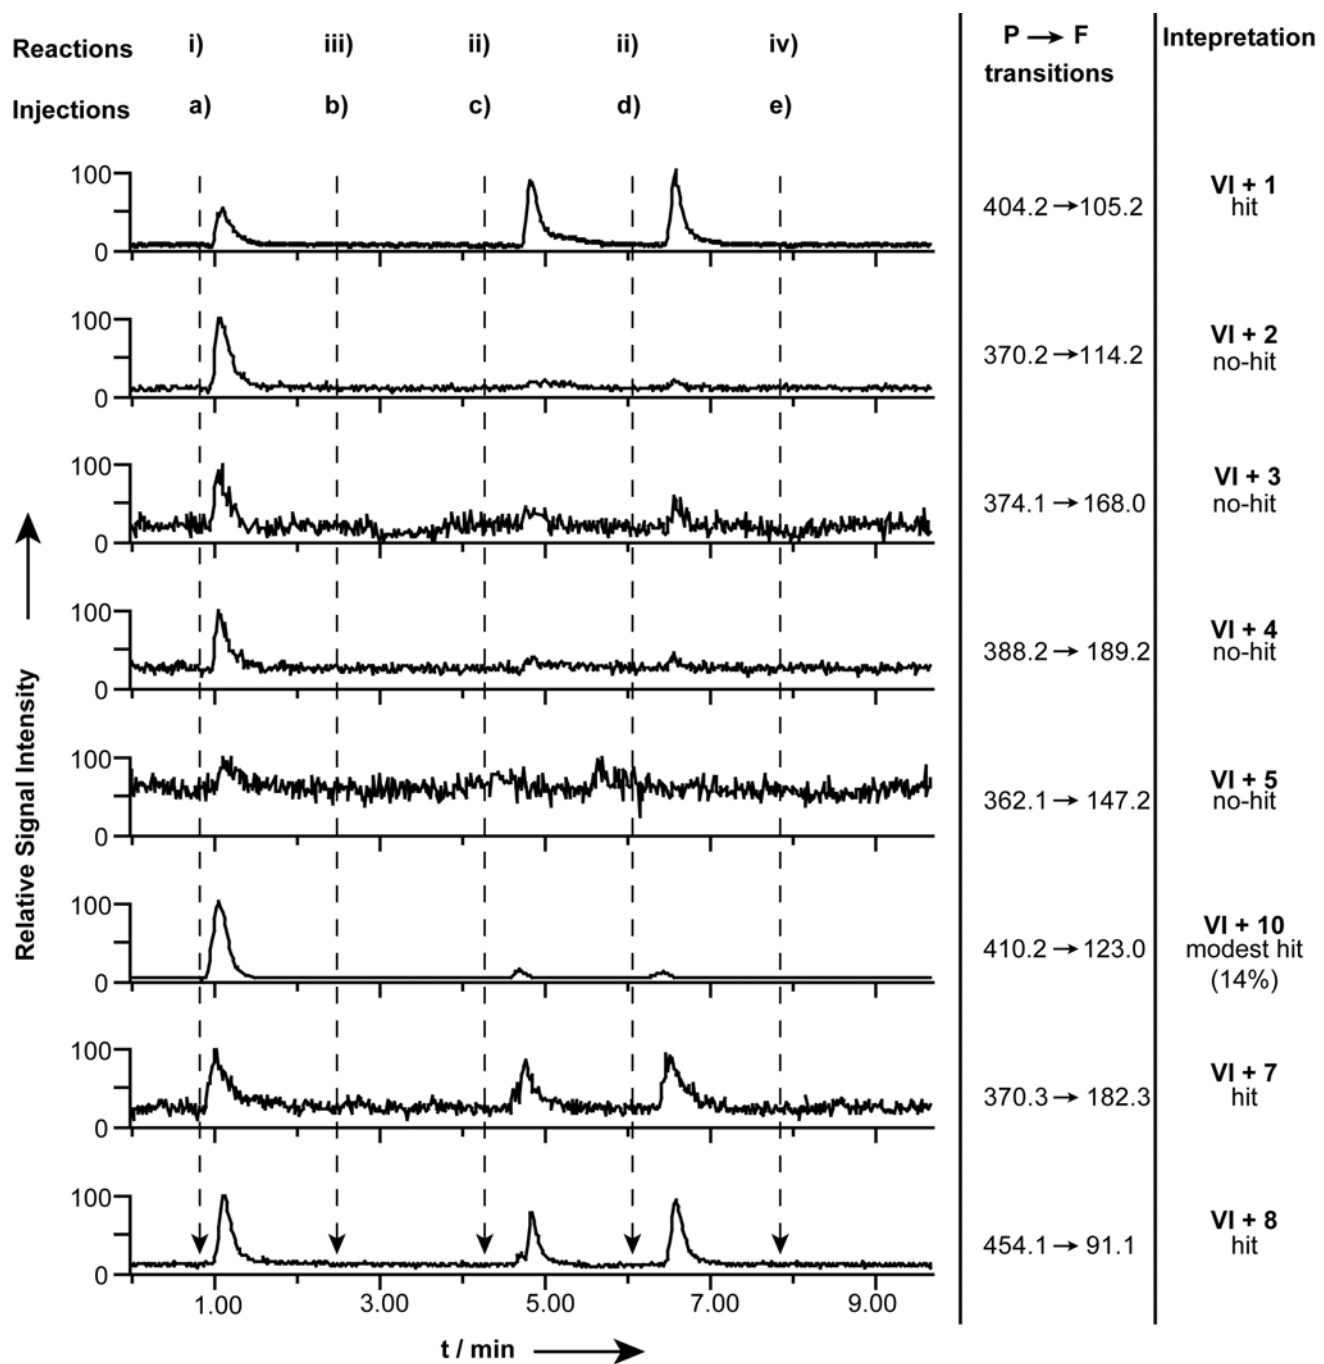 Reactions i) iii) ii) ii) iv)
Injections a) b) c) d) e)
P → F
transitions
Intepretation
100
0
404.2→105.2
VI + 1
hit
100
0
370.2→114.2
VI + 2
no-hit
100
0
374.1→168.0
VI + 3
no-hit
100
0
388.2→189.2
VI + 4
no-hit
100
0
362.1→147.2
VI + 5
no-hit
100
0
410.2→123.0
VI + 10
modest hit
(14%)
100
0
370.3→182.3
VI + 7
hit
100
0
454.1→91.1
VI + 8
hit
Relative Signal Intensity
1.00 3.00 5.00 7.00 9.00
t / min